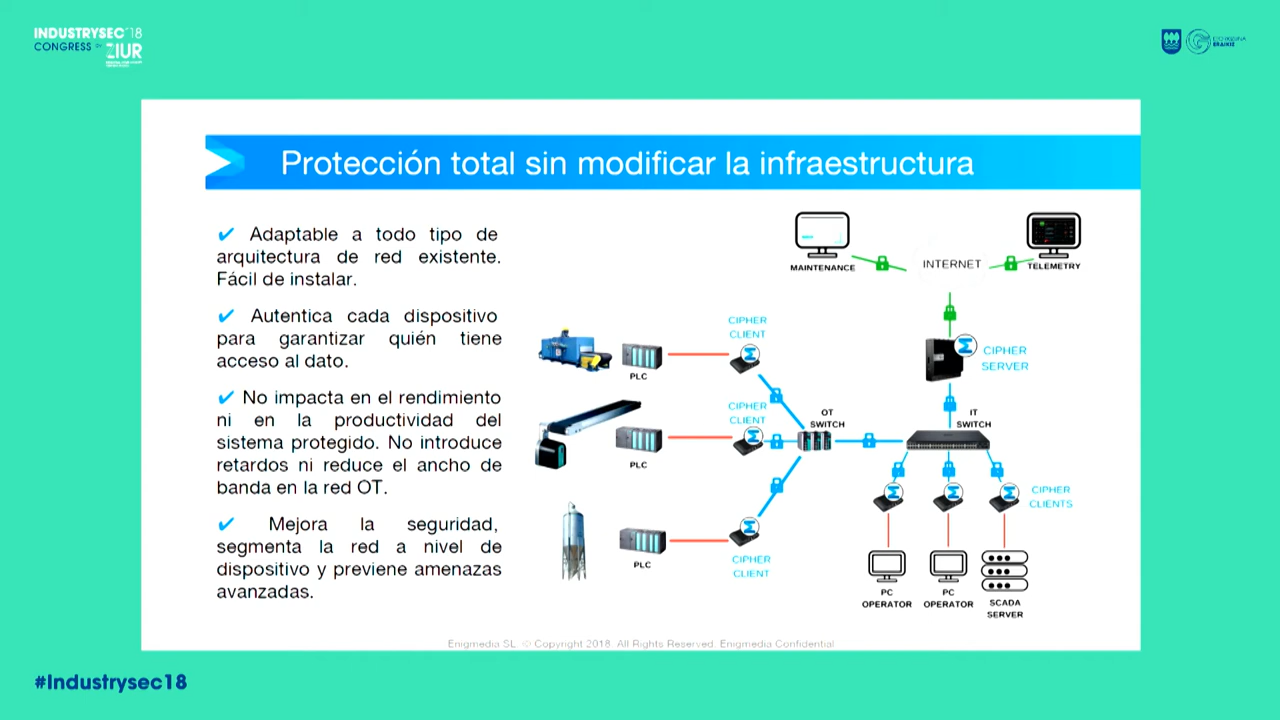 INDUSTRYSEC´18
CONGRESS BY ZIUR
Protección total sin modificar la infraestructura
✔ Adaptable a todo tipo de
arquitectura de red existente.
Fácil de instalar.
✔ Autentica cada dispositivo
para garantizar quién tiene
acceso al dato.
✔ No impacta en el rendimiento
ni en la productividad del
sistema protegido. No introduce
retardos ni reduce el ancho de
banda en la red OT.
✔ Mejora la seguridad,
segmenta la red a nivel de
dispositivo y previene amenazas
avanzadas.
MAINTENANCE
INTERNET
TELEMETRY
CIPHER
CLIENT
PLC
CIPHER
SERVER
CIPHER
CLIENT
PLC
OT
SWITCH
IT
SWITCH
CIPHER
CLIENTS
PLC
CIPHER
CLIENT
PC
OPERATOR
PC
OPERATOR
SCADA
SERVER
Enigmedia SL. © Copyright 2018. All Rights Reserved. Enigmedia Confidential
#Industrysec18